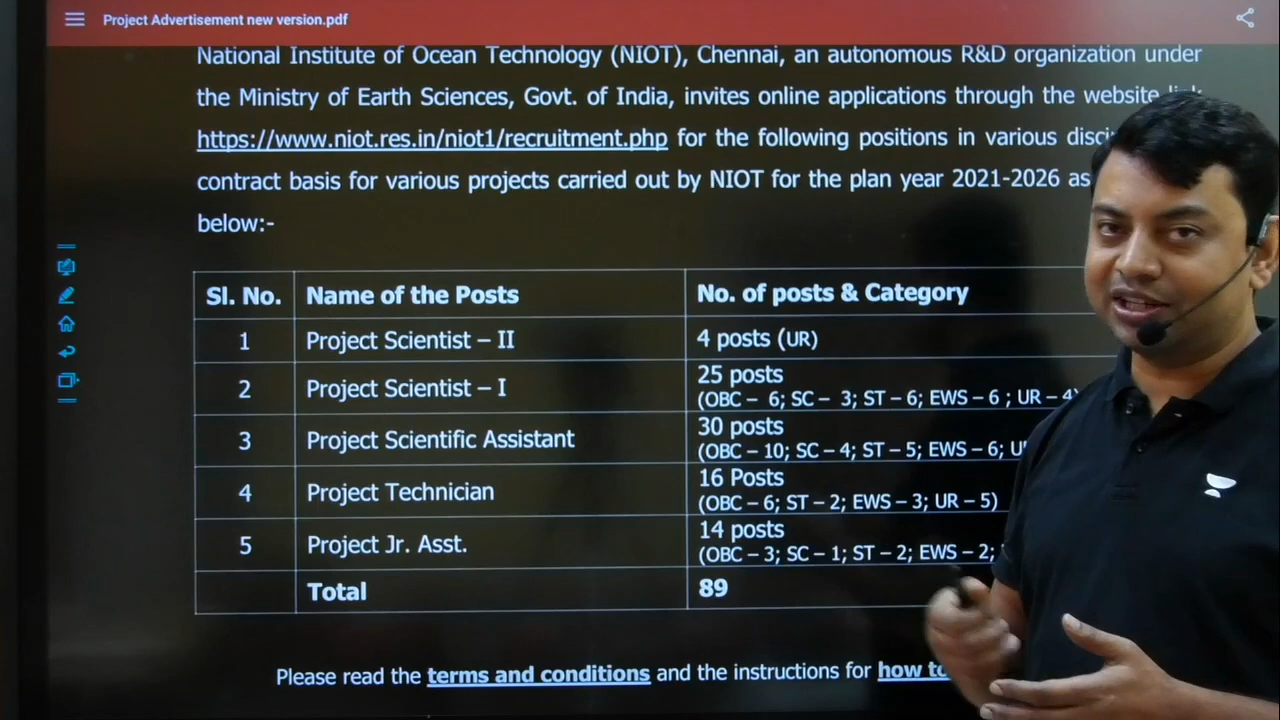 Project Advertisement new version.pdf
National Institute of Ocean Technology (NIOT), Chennai, an autonomous R&D organization under
the Ministry of Earth Sciences, Govt. of India, invites online applications through the website link
https://www.niot.res.in/niot1/recruitment.php for the following positions in various
contract basis for various projects carried out by NIOT for the plan year 2021-2026 as
below:-
Sl. No. Name of the Posts No. of posts & Category
1 Project Scientist – II 4 posts (UR)
2 Project Scientist – I 25 posts
(OBC – 6; SC – 3; ST – 6; EWS – 6 ; UR – 4)
3 Project Scientific Assistant 30 posts
(OBC – 10; SC – 4; ST – 5; EWS – 6;
4 Project Technician 16 Posts
(OBC – 6; ST – 2; EWS – 3; UR – 5)
5 Project Jr. Asst. 14 posts
(OBC – 3; SC – 1; ST – 2; EWS – 2;
Total 89
Please read the terms and conditions and the instructions for how